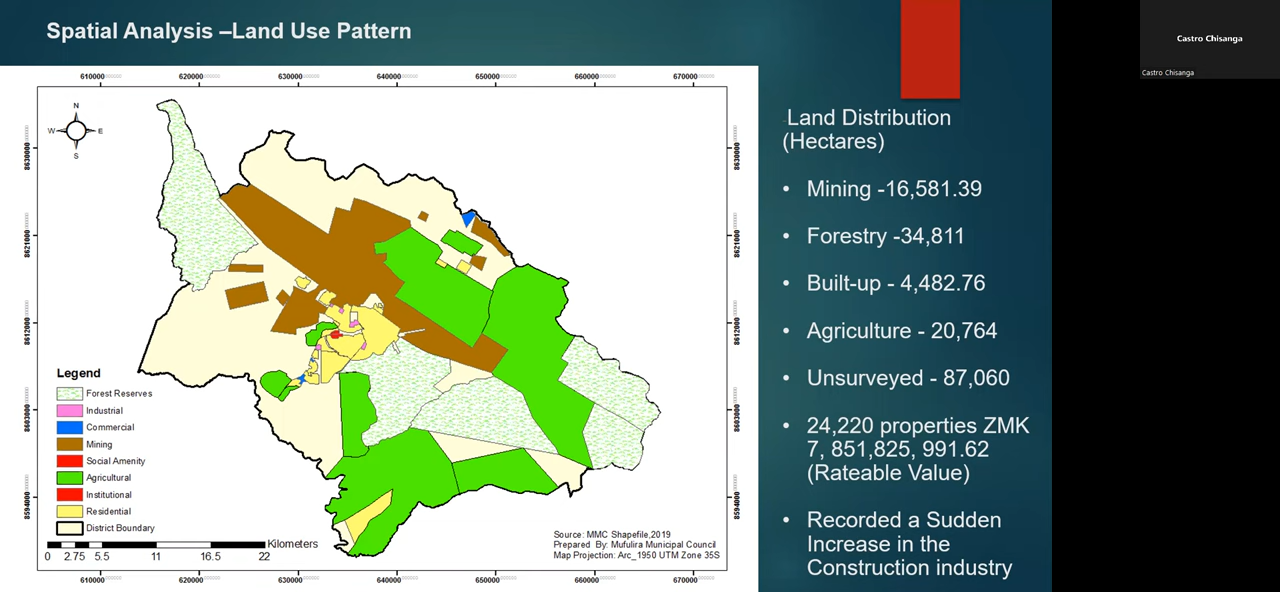 Spatial Analysis –Land Use Pattern
Castro Chisanga
Castro Chisanga
610000
620000
630000
640000
650000
660000
670000
N
W E
S
8630000
8621000
8612000
8603000
8594000
8630000
8621000
8612000
8603000
8594000
Legend
Forest Reserves
Industrial
Commercial
Mining
Social Amenity
Agricultural
Institutional
Residential
District Boundary
Kilometers
0 2.75 5.5 11 16.5 22
Source: MMC Shapefile,2019
Prepared By: Mufulira Municipal Council
Map Projection: Arc_1950 UTM Zone 35S
610000
620000
630000
640000
650000
660000
670000
Land Distribution
(Hectares)
• Mining -16,581.39
• Forestry -34,811
• Built-up - 4,482.76
• Agriculture - 20,764
• Unsurveyed - 87,060
• 24,220 properties ZMK
7, 851,825, 991.62
(Rateable Value)
• Recorded a Sudden
Increase in the
Construction industry